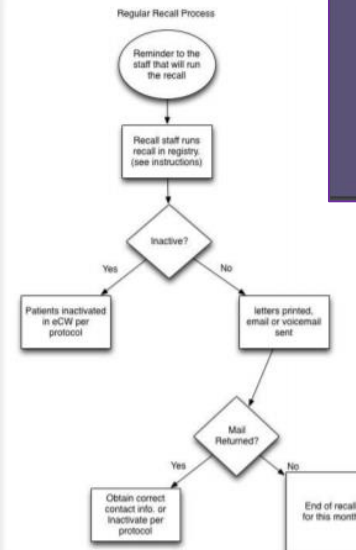 Regular Recall Process
Reminder to the
staff that will run
the recall
Recall staff runs
recall in registry.
(see instructions)
Inactive?
Yes
No
Patients inactivated
in eCW per
protocol
letters printed,
email or voicemail
sent
Mail
Returned?
Yes
No
Obtain correct
contact info. or
Inactivate per
protocol
End of recall
for this month